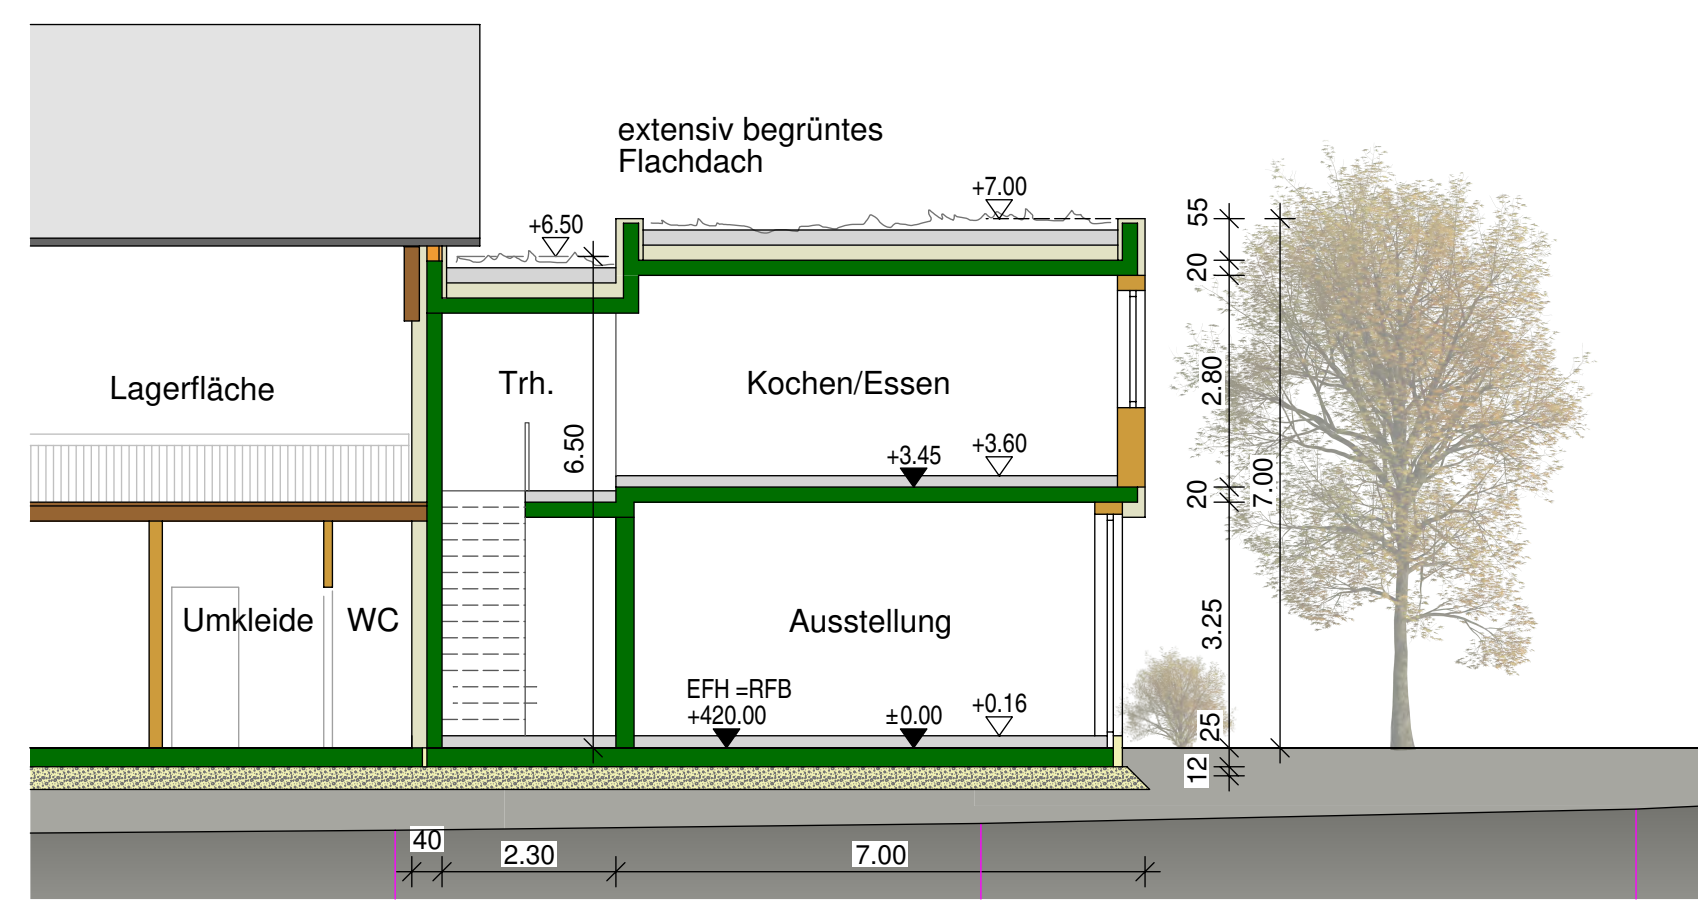 extensiv begrüntes
Flachdach
+7.00
+6.50
55
20
Lagerfläche
Trh.
Kochen/Essen
2.80
6.50
+3.45
+3.60
20
7.00
Umkleide
WC
Ausstellung
3.25
EFH =RFB
+420.00
±0.00
+0.16
25
12
40
2.30
7.00